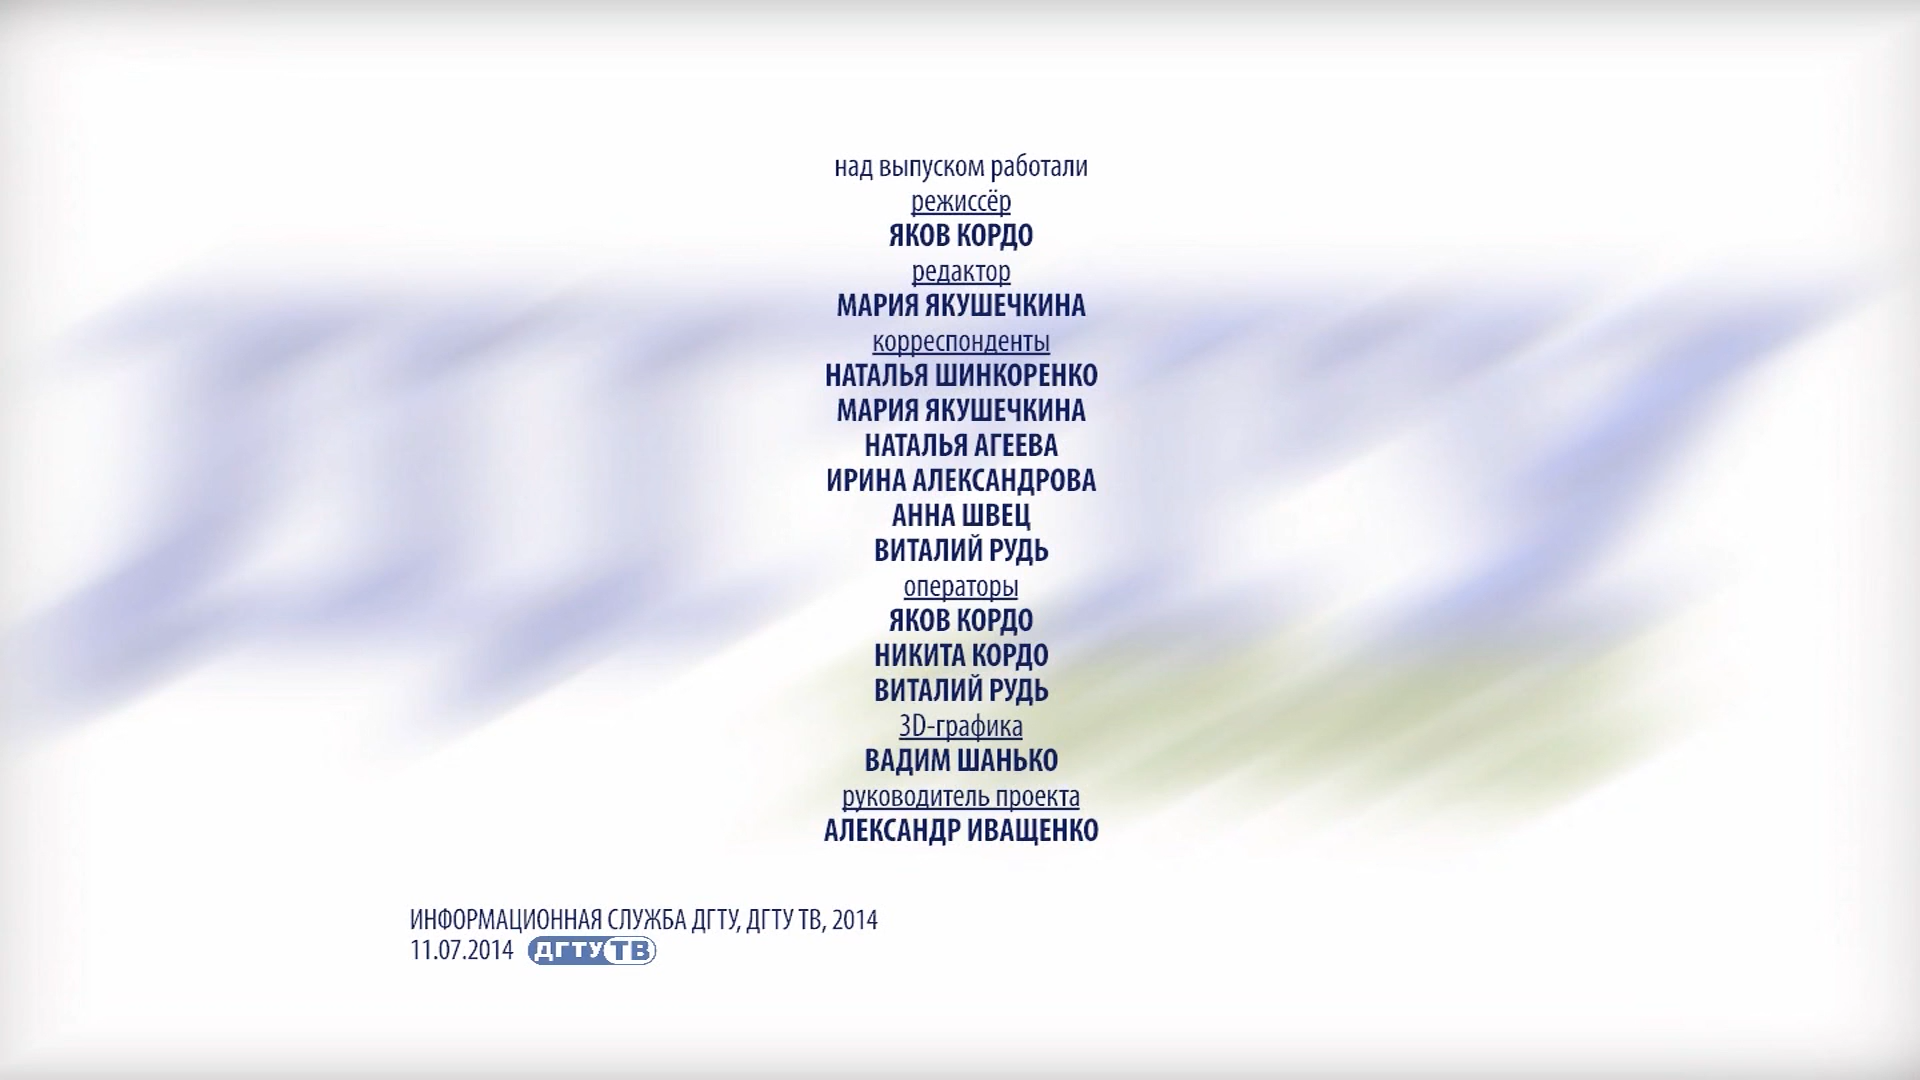 над выпуском работали
режиссёр
ЯКОВ КОРДО
редактор
МАРИЯ ЯКУШЕЧКИНА
корреспонденты
НАТАЛЬЯ ШИНКОРЕНКО
МАРИЯ ЯКУШЕЧКИНА
НАТАЛЬЯ АГЕЕВА
ИРИНА АЛЕКСАНДРОВА
АННА ШВЕЦ
ВИТАЛИЙ РУДЬ
операторы
ЯКОВ КОРДО
НИКИТА КОРДО
ВИТАЛИЙ РУДЬ
3D-графика
ВАДИМ ШАНЬКО
руководитель проекта
АЛЕКСАНДР ИВАЩЕНКО
ИНФОРМАЦИОННАЯ СЛУЖБА ДГТУ, ДГТУ ТВ, 2014
11.07.2014 ДГТУ ТВ